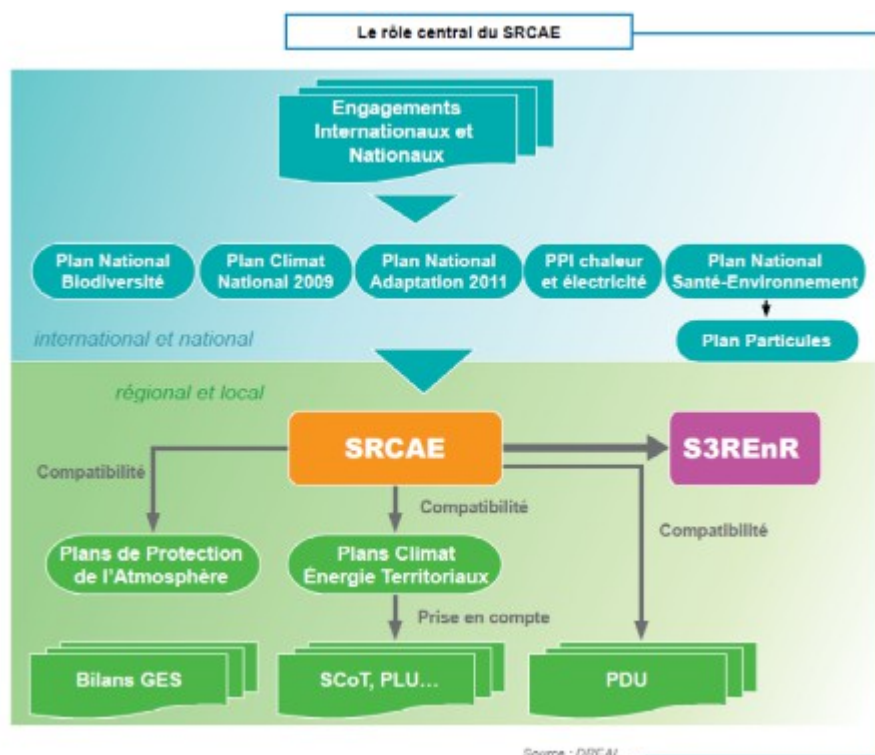 Le rôle central du SRCAE
Engagements
Internationaux et
Nationaux
Plan National
Biodiversité
Plan Climat
National 2009
Plan National
Adaptation 2011
PPI chaleur
et électricité
Plan National
Santé-Environnement
international et national
Plan Particules
régional et local
SRCAE
S3REnR
Compatibilité
Compatibilité
Compatibilité
Plans de Protection
de l'Atmosphère
Plans Climat
Énergie Territoriaux
Prise en compte
Bilans GES
SCoT, PLU...
PDU
Source : DREAL